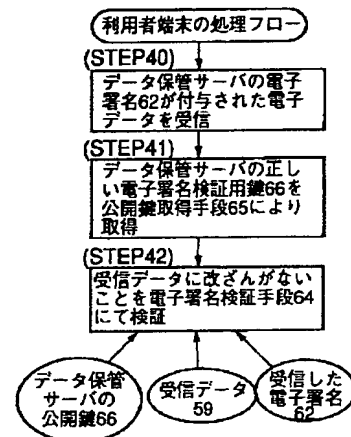 利用者端末の処理フロー
(STEP40)
データ保管サーバの電子
署名62が付与された電子
データを受信
(STEP41)
データ保管サーバの正し
い電子署名検証用鍵66を
公開鍵取得手段65により
取得
(STEP42)
受信データに改ざんがない
ことを電子署名検証手段64
にて検証
データ保管
サーバの
公開鍵66
受信データ
59
受信した
電子署名
62